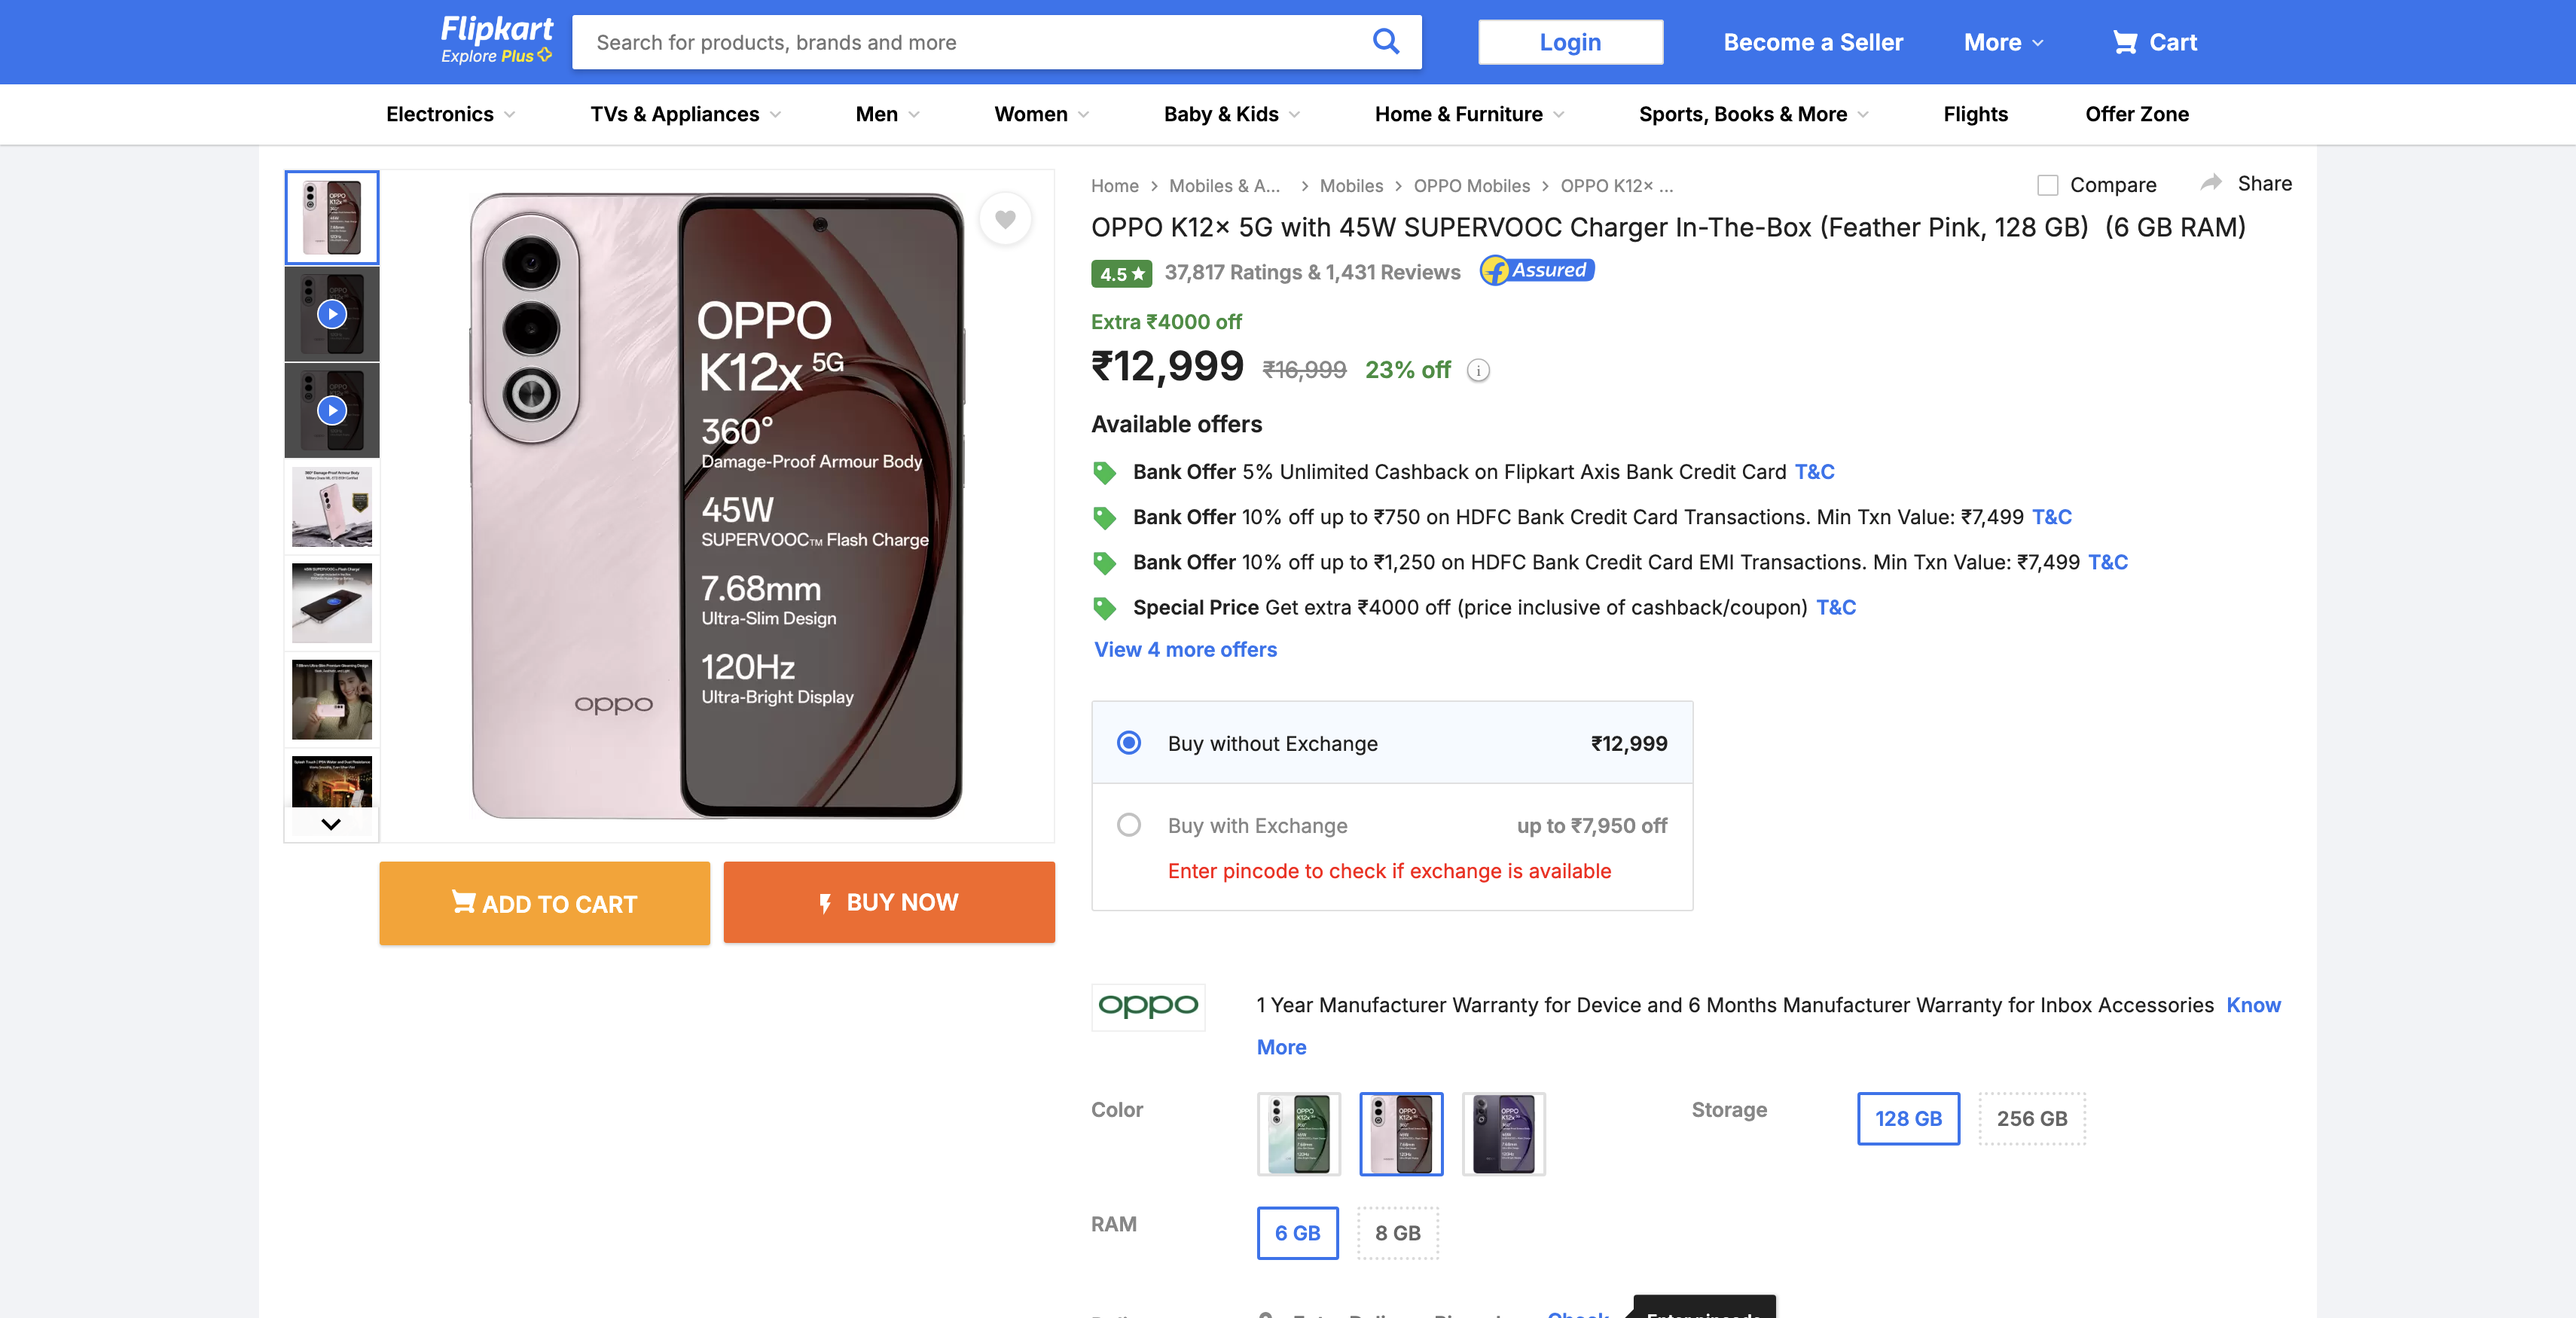 Flipkart
Explore Plus
Search for products, brands and more
Login
Become a Seller
More
Cart
Electronics
TVs & Appliances
Men
Women
Baby & Kids
Home & Furniture
Sports, Books & More
Flights
Offer Zone
Home
Mobiles & A...
Mobiles
OPPO Mobiles
OPPO K12x ...
Compare
Share
OPPO K12x 5G with 45W SUPERVOOC Charger In-The-Box (Feather Pink, 128 GB) (6 GB RAM)
4.5★ 37,817 Ratings & 1,431 Reviews
Assured
Extra ₹4000 off
₹12,999 ₹16,999 23% off
Available offers
Bank Offer 5% Unlimited Cashback on Flipkart Axis Bank Credit Card T&C
Bank Offer 10% off up to ₹750 on HDFC Bank Credit Card Transactions. Min Txn Value: ₹7,499 T&C
Bank Offer 10% off up to ₹1,250 on HDFC Bank Credit Card EMI Transactions. Min Txn Value: ₹7,499 T&C
Special Price Get extra ₹4000 off (price inclusive of cashback/coupon) T&C
View 4 more offers
Buy without Exchange ₹12,999
Buy with Exchange up to ₹7,950 off
Enter pincode to check if exchange is available
OPPO
K12x 5G
360°
Damage-Proof Armour Body
45W
SUPERVOOC™ Flash Charge
7.68mm
Ultra-Slim Design
120Hz
Ultra-Bright Display
oppo
ADD TO CART
BUY NOW
oppo
1 Year Manufacturer Warranty for Device and 6 Months Manufacturer Warranty for Inbox Accessories Know
More
Color
Storage
128 GB
256 GB
RAM
6 GB
8 GB